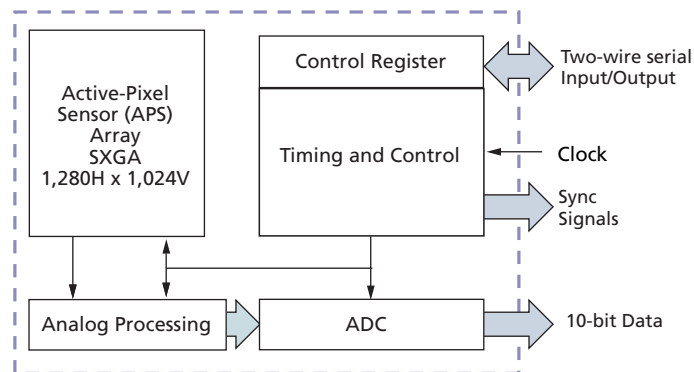 Active-Pixel
Sensor (APS)
Array
SXGA
1,280H x 1,024V
Control Register
Timing and Control
Two-wire serial
Input/Output
Clock
Sync
Signals
Analog Processing
ADC
10-bit Data